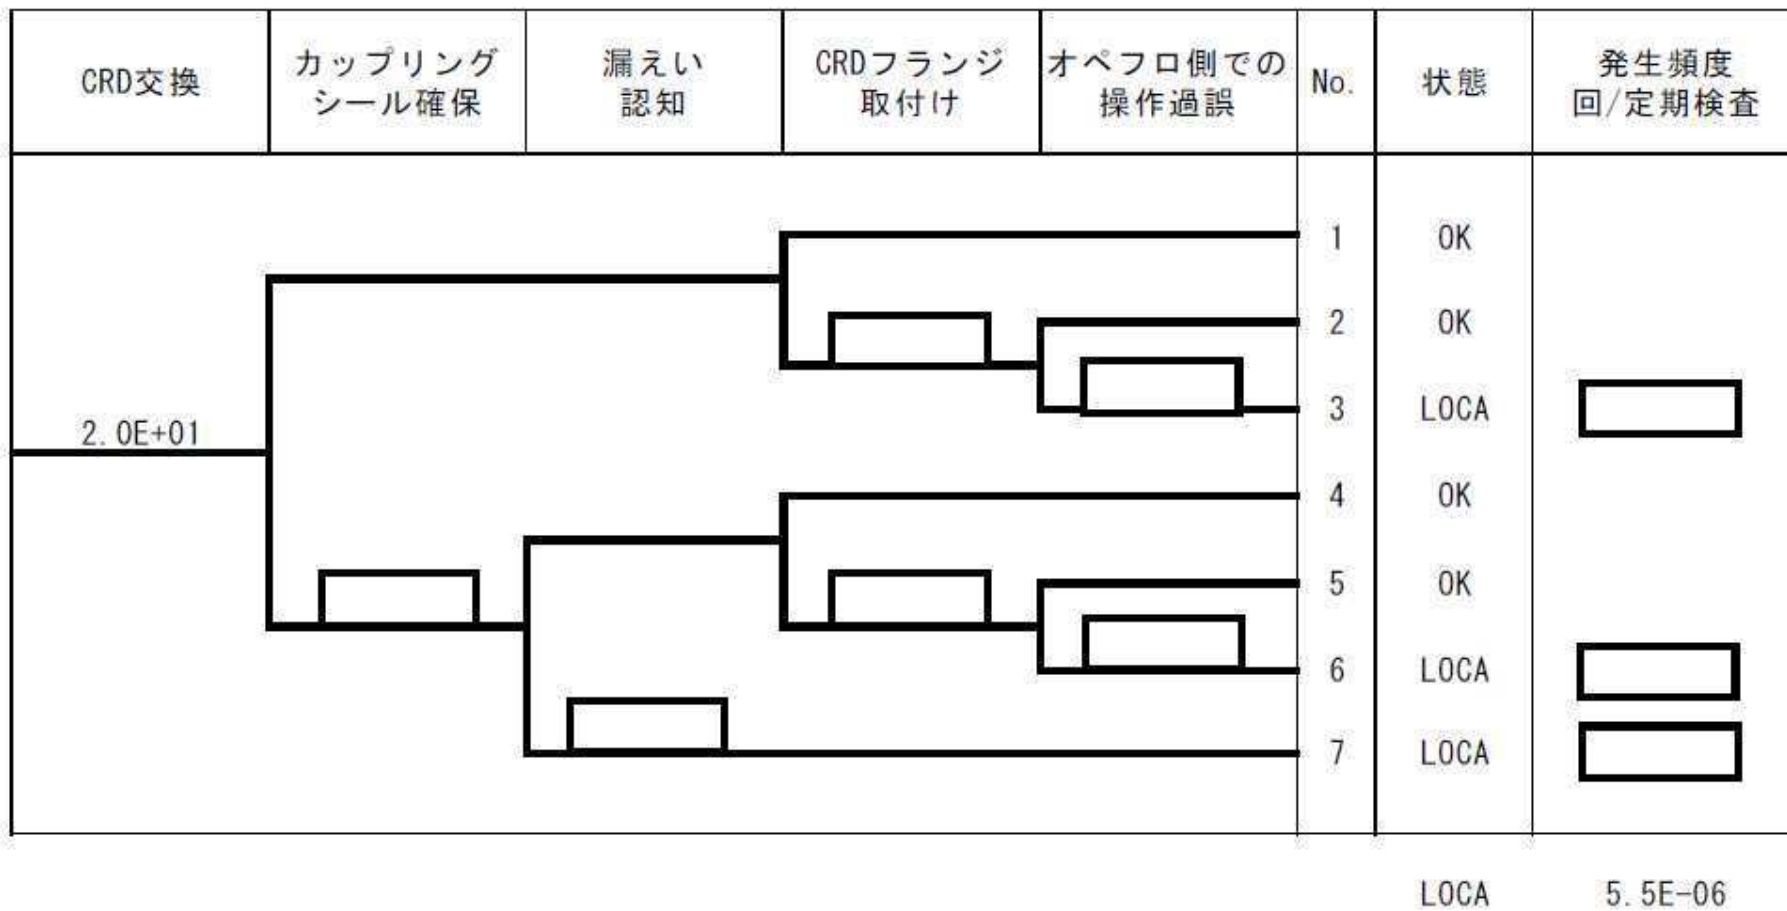 CRD交換
カップリング
シール確保
漏えい
認知
CRDフランジ
取付け
オペフロ側での
操作過誤
No.
状態
発生頻度
回/定期検査
1
OK
2
OK
3
LOCA
2.0E+01
4
OK
5
OK
6
LOCA
7
LOCA
LOCA
5.5E-06